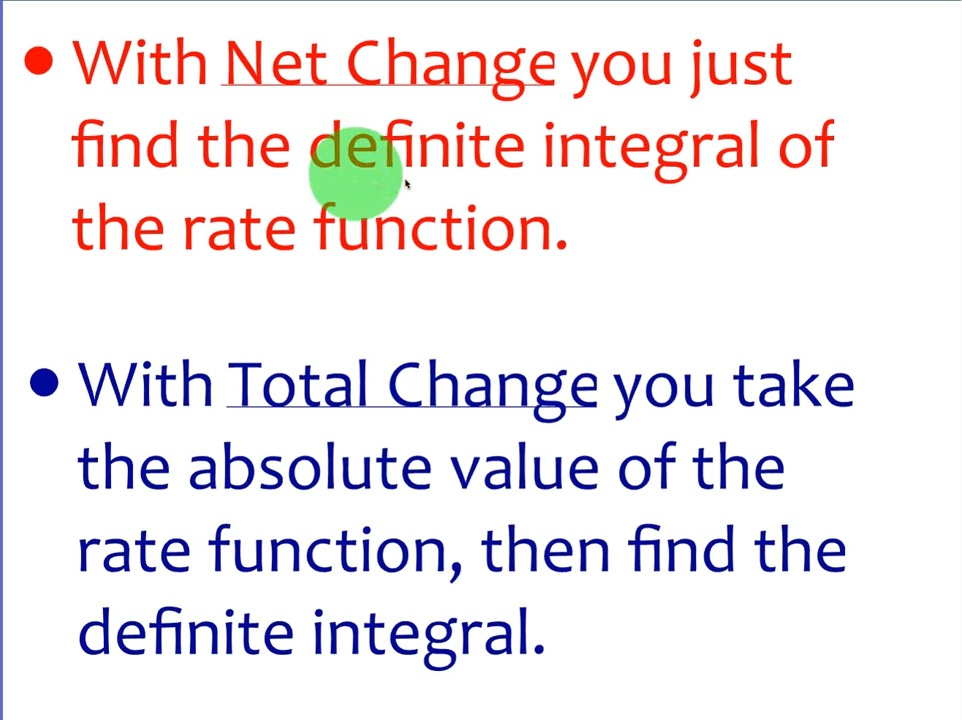 • With Net Change you just
find the definite integral of
the rate function.
• With Total Change you take
the absolute value of the
rate function, then find the
definite integral.